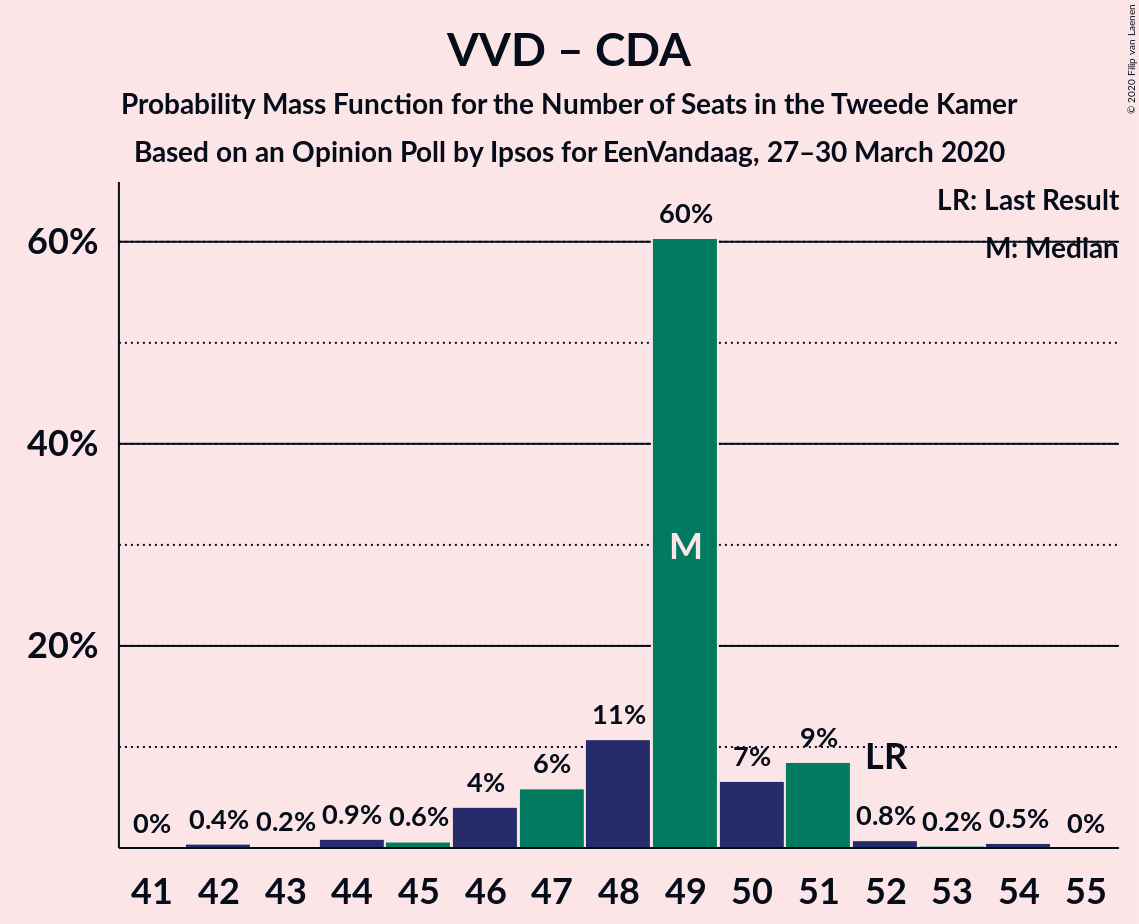 VVD – CDA
Probability Mass Function for the Number of Seats in the Tweede Kamer
Based on an Opinion Poll by Ipsos for EenVandaag, 27–30 March 2020
© 2020 Filip van Laenen
LR: Last Result
M: Median
60%
40%
20%
0%
0.4%
0.2%
0.9%
0.6%
4%
6%
11%
60%
M
7%
9%
LR
0.8%
0.2%
0.5%
0%
41 42 43 44 45 46 47 48 49 50 51 52 53 54 55